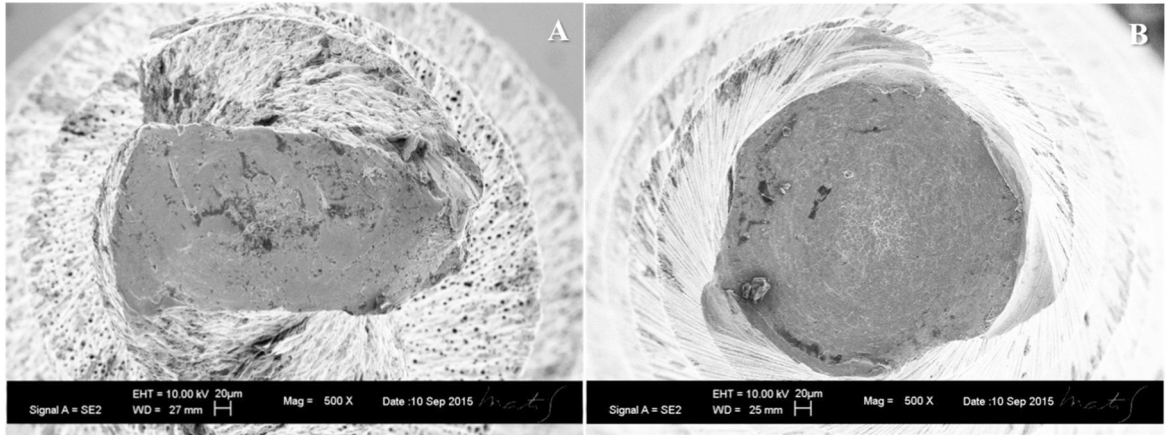 A
B
EHT = 10.00 kV 20µm
Signal A = SE2 WD = 27 mm Mag = 500 X Date :10 Sep 2015
EHT = 10.00 kV 20µm
Signal A = SE2 WD = 25 mm Mag = 500 X Date :10 Sep 2015